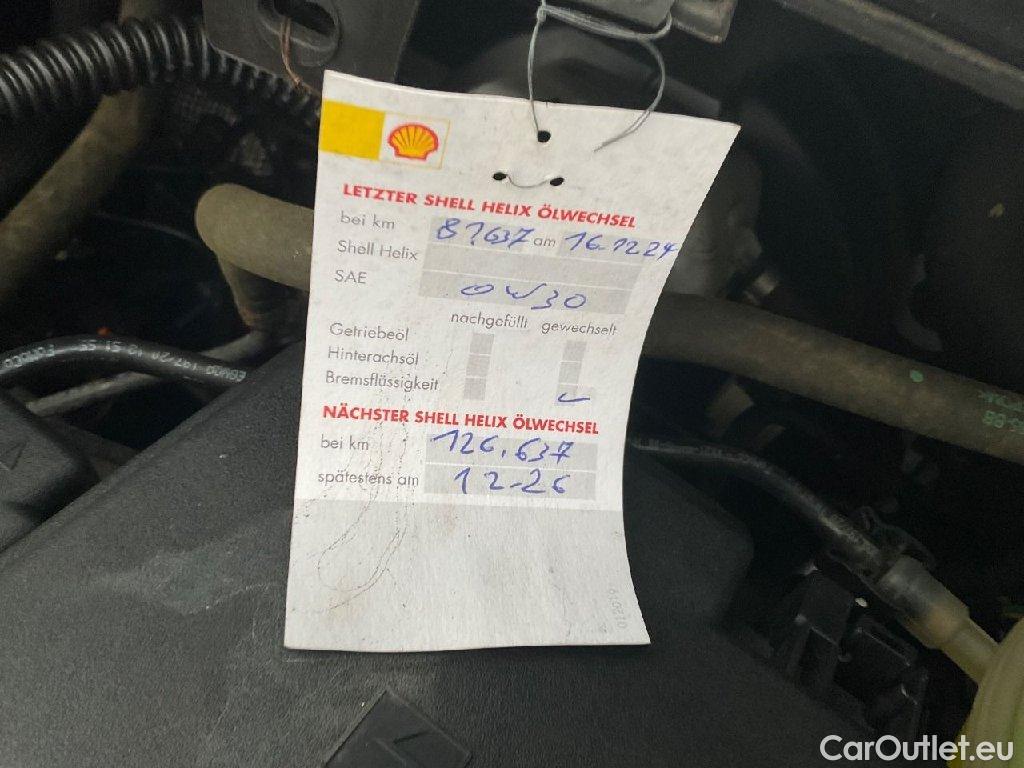 LETZTER SHELL HELIX ÖLWECHSEL
bei km 81637 am 16.12.24
Shell Helix
SAE 0W30
nachgefüllt gewechselt
Getriebeöl
Hinterachsöl
Bremsflüssigkeit
NÄCHSTER SHELL HELIX ÖLWECHSEL
bei km 126.637
spätestens am 12-26
CarOutlet.eu